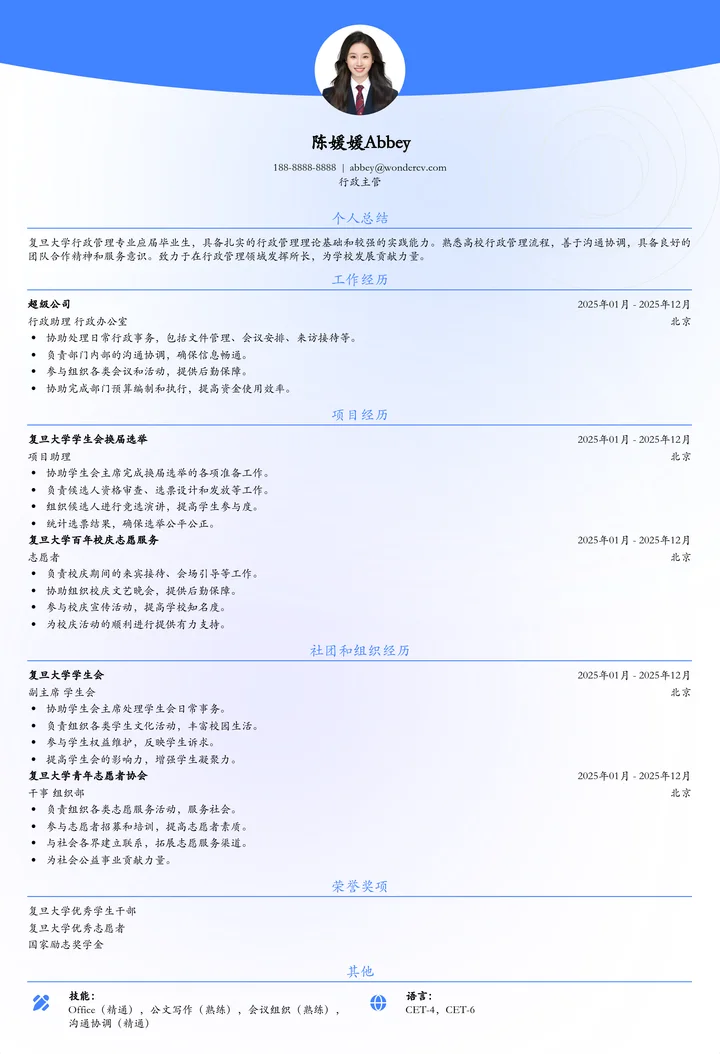 陈媛媛Abbey
188-8888-8888 | abbey@wondercv.com
行政主管
个人总结
复旦大学行政管理专业应届毕业生，具备扎实的行政管理理论基础和较强的实践能力。熟悉高校行政管理流程，善于沟通协调，具备良好的
团队合作精神和服务意识。致力于在行政管理领域发挥所长，为学校发展贡献力量。
工作经历
超级公司 2025年01月 - 2025年12月
行政助理 行政办公室 北京
• 协助处理日常行政事务，包括文件管理、会议安排、来访接待等。
• 负责部门内部的沟通协调，确保信息畅通。
• 参与组织各类会议和活动，提供后勤保障。
• 协助完成部门预算编制和执行，提高资金使用效率。
项目经历
复旦大学学生会换届选举 2025年01月 - 2025年12月
项目助理 北京
• 协助学生会主席完成换届选举的各项准备工作。
• 负责候选人资格审查、选票设计和发放等工作。
• 组织候选人进行竞选演讲，提高学生参与度。
• 统计选票结果，确保选举公平公正。
复旦大学百年校庆志愿服务 2025年01月 - 2025年12月
志愿者 北京
• 负责校庆期间的来宾接待、会场引导等工作。
• 协助组织校庆文艺晚会，提供后勤保障。
• 参与校庆宣传活动，提高学校知名度。
• 为校庆活动的顺利进行提供有力支持。
社团和组织经历
复旦大学学生会 2025年01月 - 2025年12月
副主席 学生会 北京
• 协助学生会主席处理学生会日常事务。
• 负责组织各类学生文化活动，丰富校园生活。
• 参与学生权益维护，反映学生诉求。
• 提高学生会的影响力，增强学生凝聚力。
复旦大学青年志愿者协会 2025年01月 - 2025年12月
干事 组织部 北京
• 负责组织各类志愿服务活动，服务社会。
• 参与志愿者招募和培训，提高志愿者素质。
• 与社会各界建立联系，拓展志愿服务渠道。
• 为社会公益事业贡献力量。
荣誉奖项
复旦大学优秀学生干部
复旦大学优秀志愿者
国家励志奖学金
其他
技能：
Office（精通）, 公文写作（熟练）, 会议组织（熟练）,
沟通协调（精通）
语言：
CET-4，CET-6